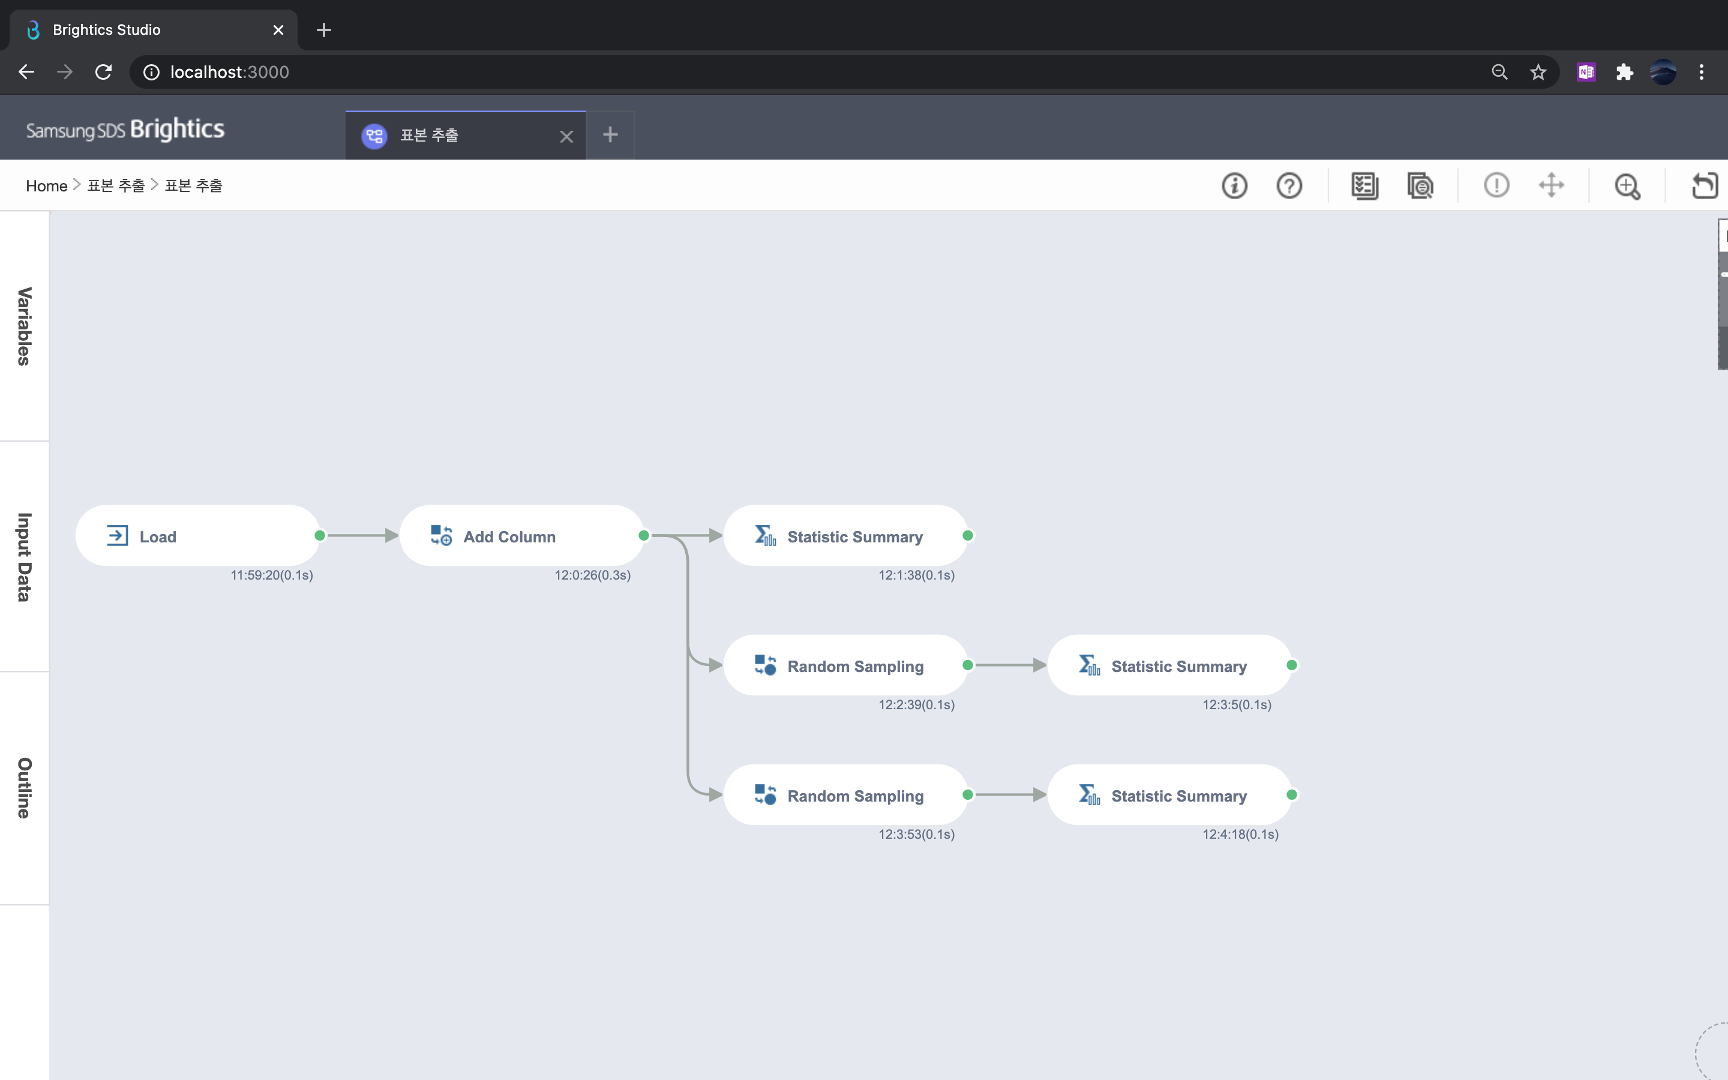 Brightics Studio
localhost:3000
Samsung SDS Brightics
표본 추출
Home > 표본 추출 > 표본 추출
Variables
Input Data
Outline
Load
11:59:20(0.1s)
Add Column
12:0:26(0.3s)
Statistic Summary
12:1:38(0.1s)
Random Sampling
12:2:39(0.1s)
Statistic Summary
12:3:5(0.1s)
Random Sampling
12:3:53(0.1s)
Statistic Summary
12:4:18(0.1s)